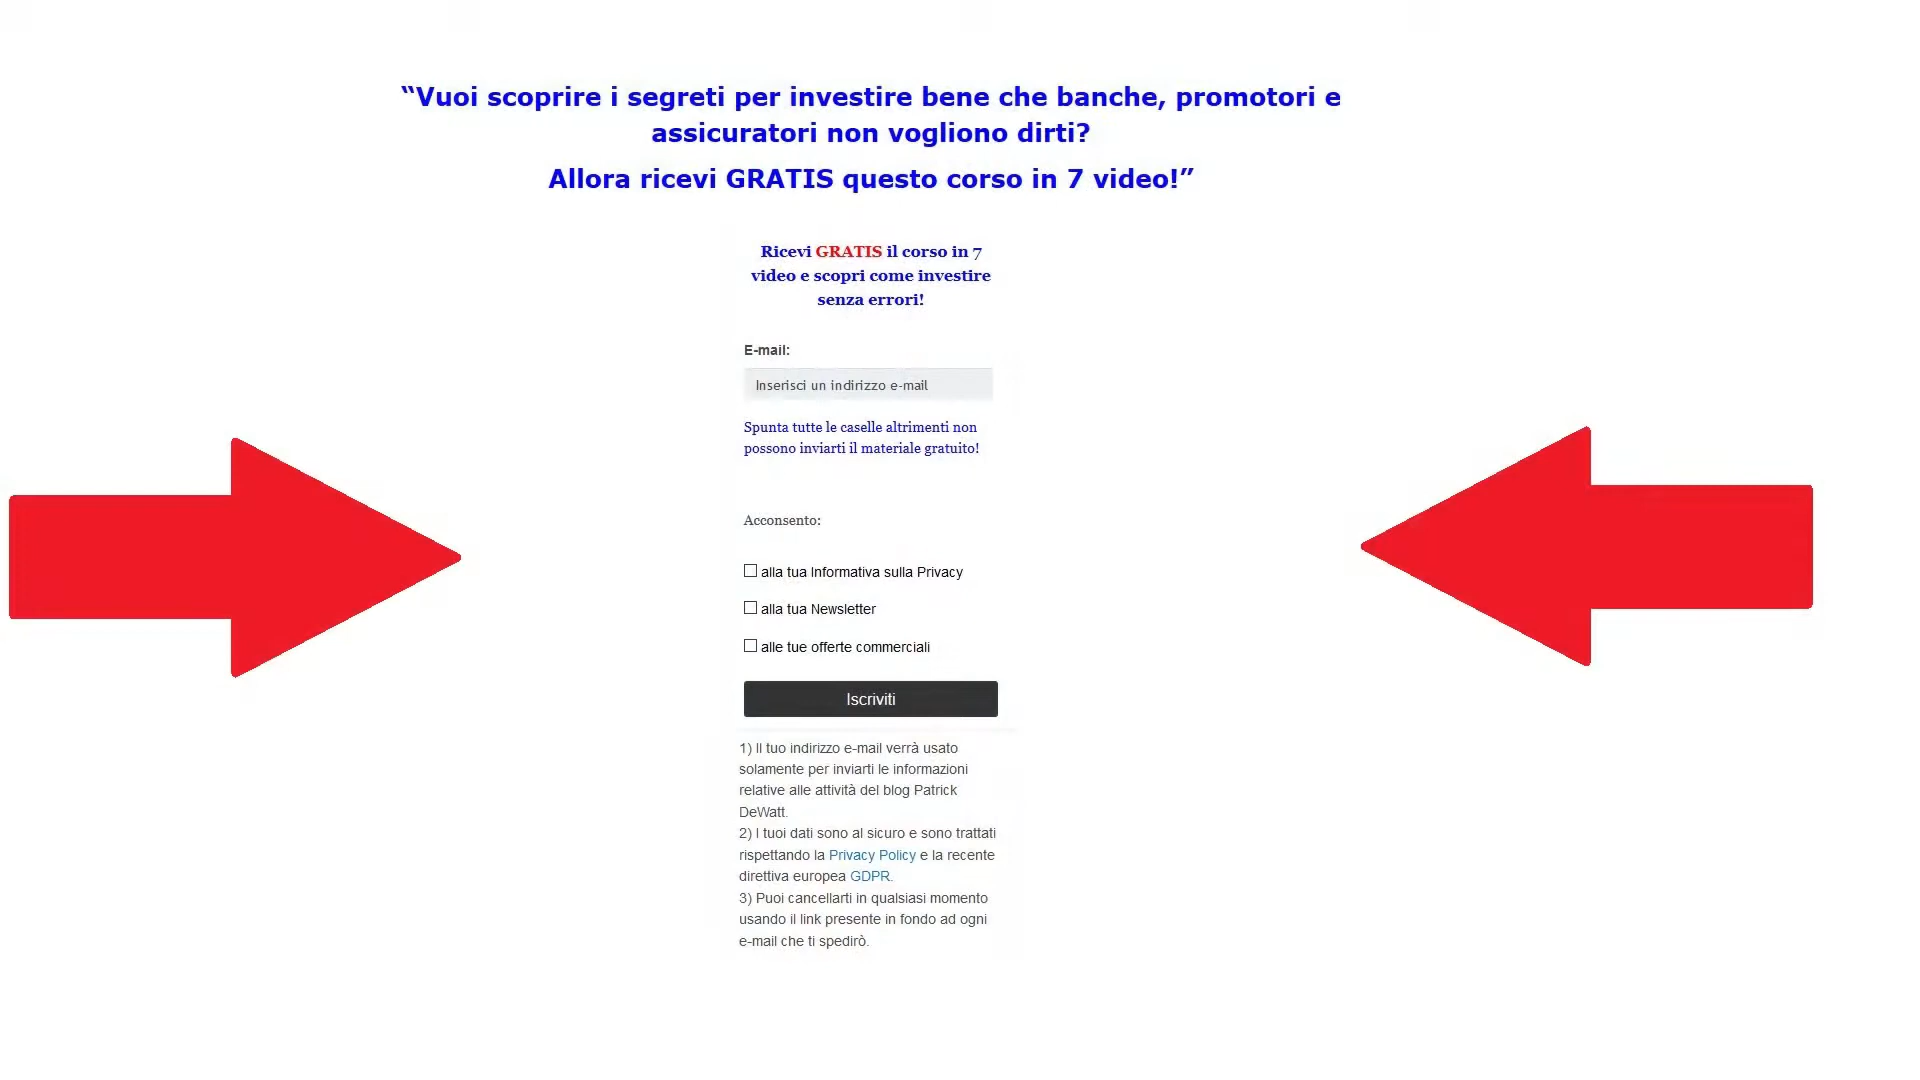 “Vuoi scoprire i segreti per investire bene che banche, promotori e
assicuratori non vogliono dirti?
Allora ricevi GRATIS questo corso in 7 video!”
Ricevi GRATIS il corso in 7
video e scopri come investire
senza errori!
E-mail:
Inserisci un indirizzo e-mail
Spunta tutte le caselle altrimenti non
possono inviarti il materiale gratuito!
Acconsento:
alla tua Informativa sulla Privacy
alla tua Newsletter
alle tue offerte commerciali
Iscriviti
1) Il tuo indirizzo e-mail verrà usato
solamente per inviarti le informazioni
relative alle attività del blog Patrick
DeWatt.
2) I tuoi dati sono al sicuro e sono trattati
rispettando la Privacy Policy e la recente
direttiva europea GDPR.
3) Puoi cancellarti in qualsiasi momento
usando il link presente in fondo ad ogni
e-mail che ti spedirò.